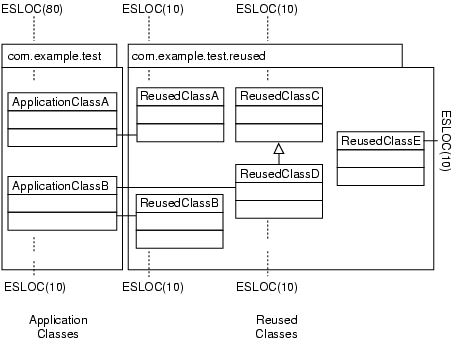 ESLOC(80)
ESLOC(10)
ESLOC(10)
com.example.test
com.example.test.reused
ApplicationClassA
ReusedClassA
ReusedClassC
ReusedClassE
ESLOC(10)
ApplicationClassB
ReusedClassD
ReusedClassB
ESLOC(10)
ESLOC(10)
ESLOC(10)
Application
Classes
Reused
Classes